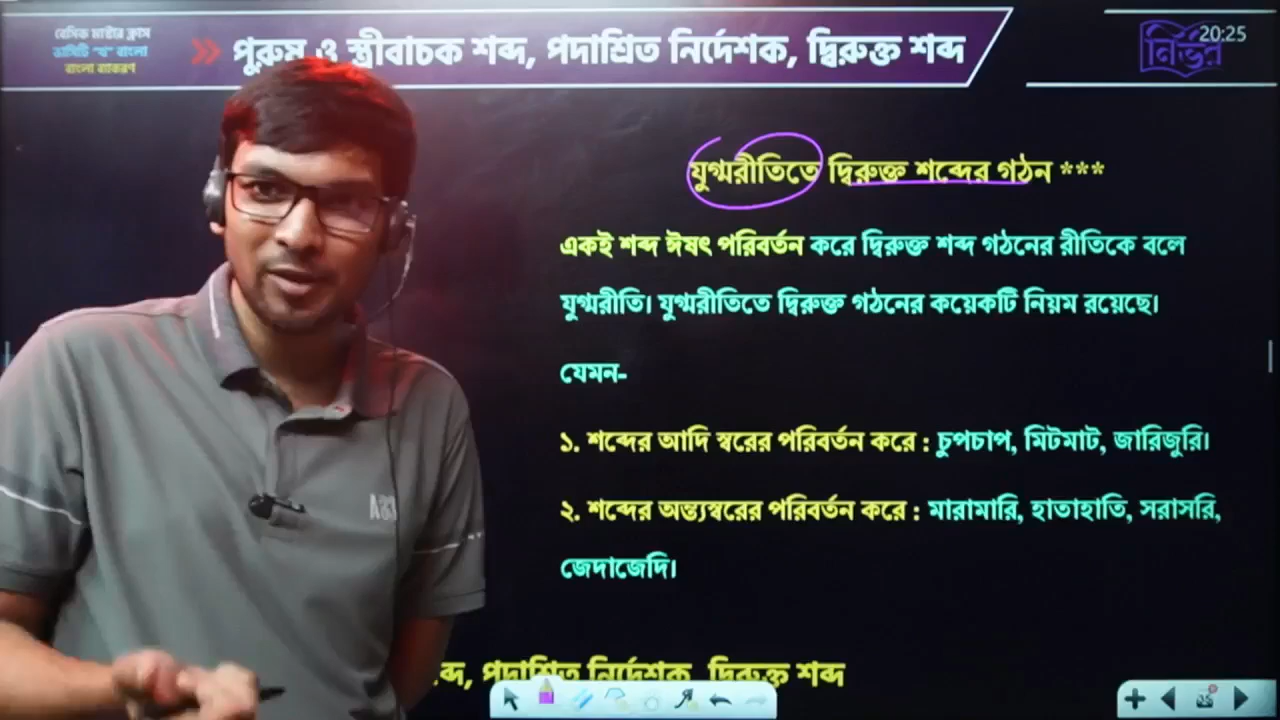 বেসিক মাস্টার ক্লাস
ভার্সিটি "খ" বাংলা
বাংলা ব্যাকরণ
পুরুষ ও স্ত্রীবাচক শব্দ, পদাশ্রিত নির্দেশক, দ্বিরুক্ত শব্দ
নির্ভর
20:25
যুগ্মরীতিতে দ্বিরুক্ত শব্দের গঠন ***
একই শব্দ ঈষৎ পরিবর্তন করে দ্বিরুক্ত শব্দ গঠনের রীতিকে বলে
যুগ্মরীতি। যুগ্মরীতিতে দ্বিরুক্ত গঠনের কয়েকটি নিয়ম রয়েছে।
যেমন-
১. শব্দের আদি স্বরের পরিবর্তন করে : চুপচাপ, মিটমাট, জারিজুরি।
২. শব্দের অন্ত্যস্বরের পরিবর্তন করে : মারামারি, হাতাহাতি, সরাসরি,
জেদাজেদি।
পদাশ্রিত নির্দেশক, দ্বিরুক্ত শব্দ